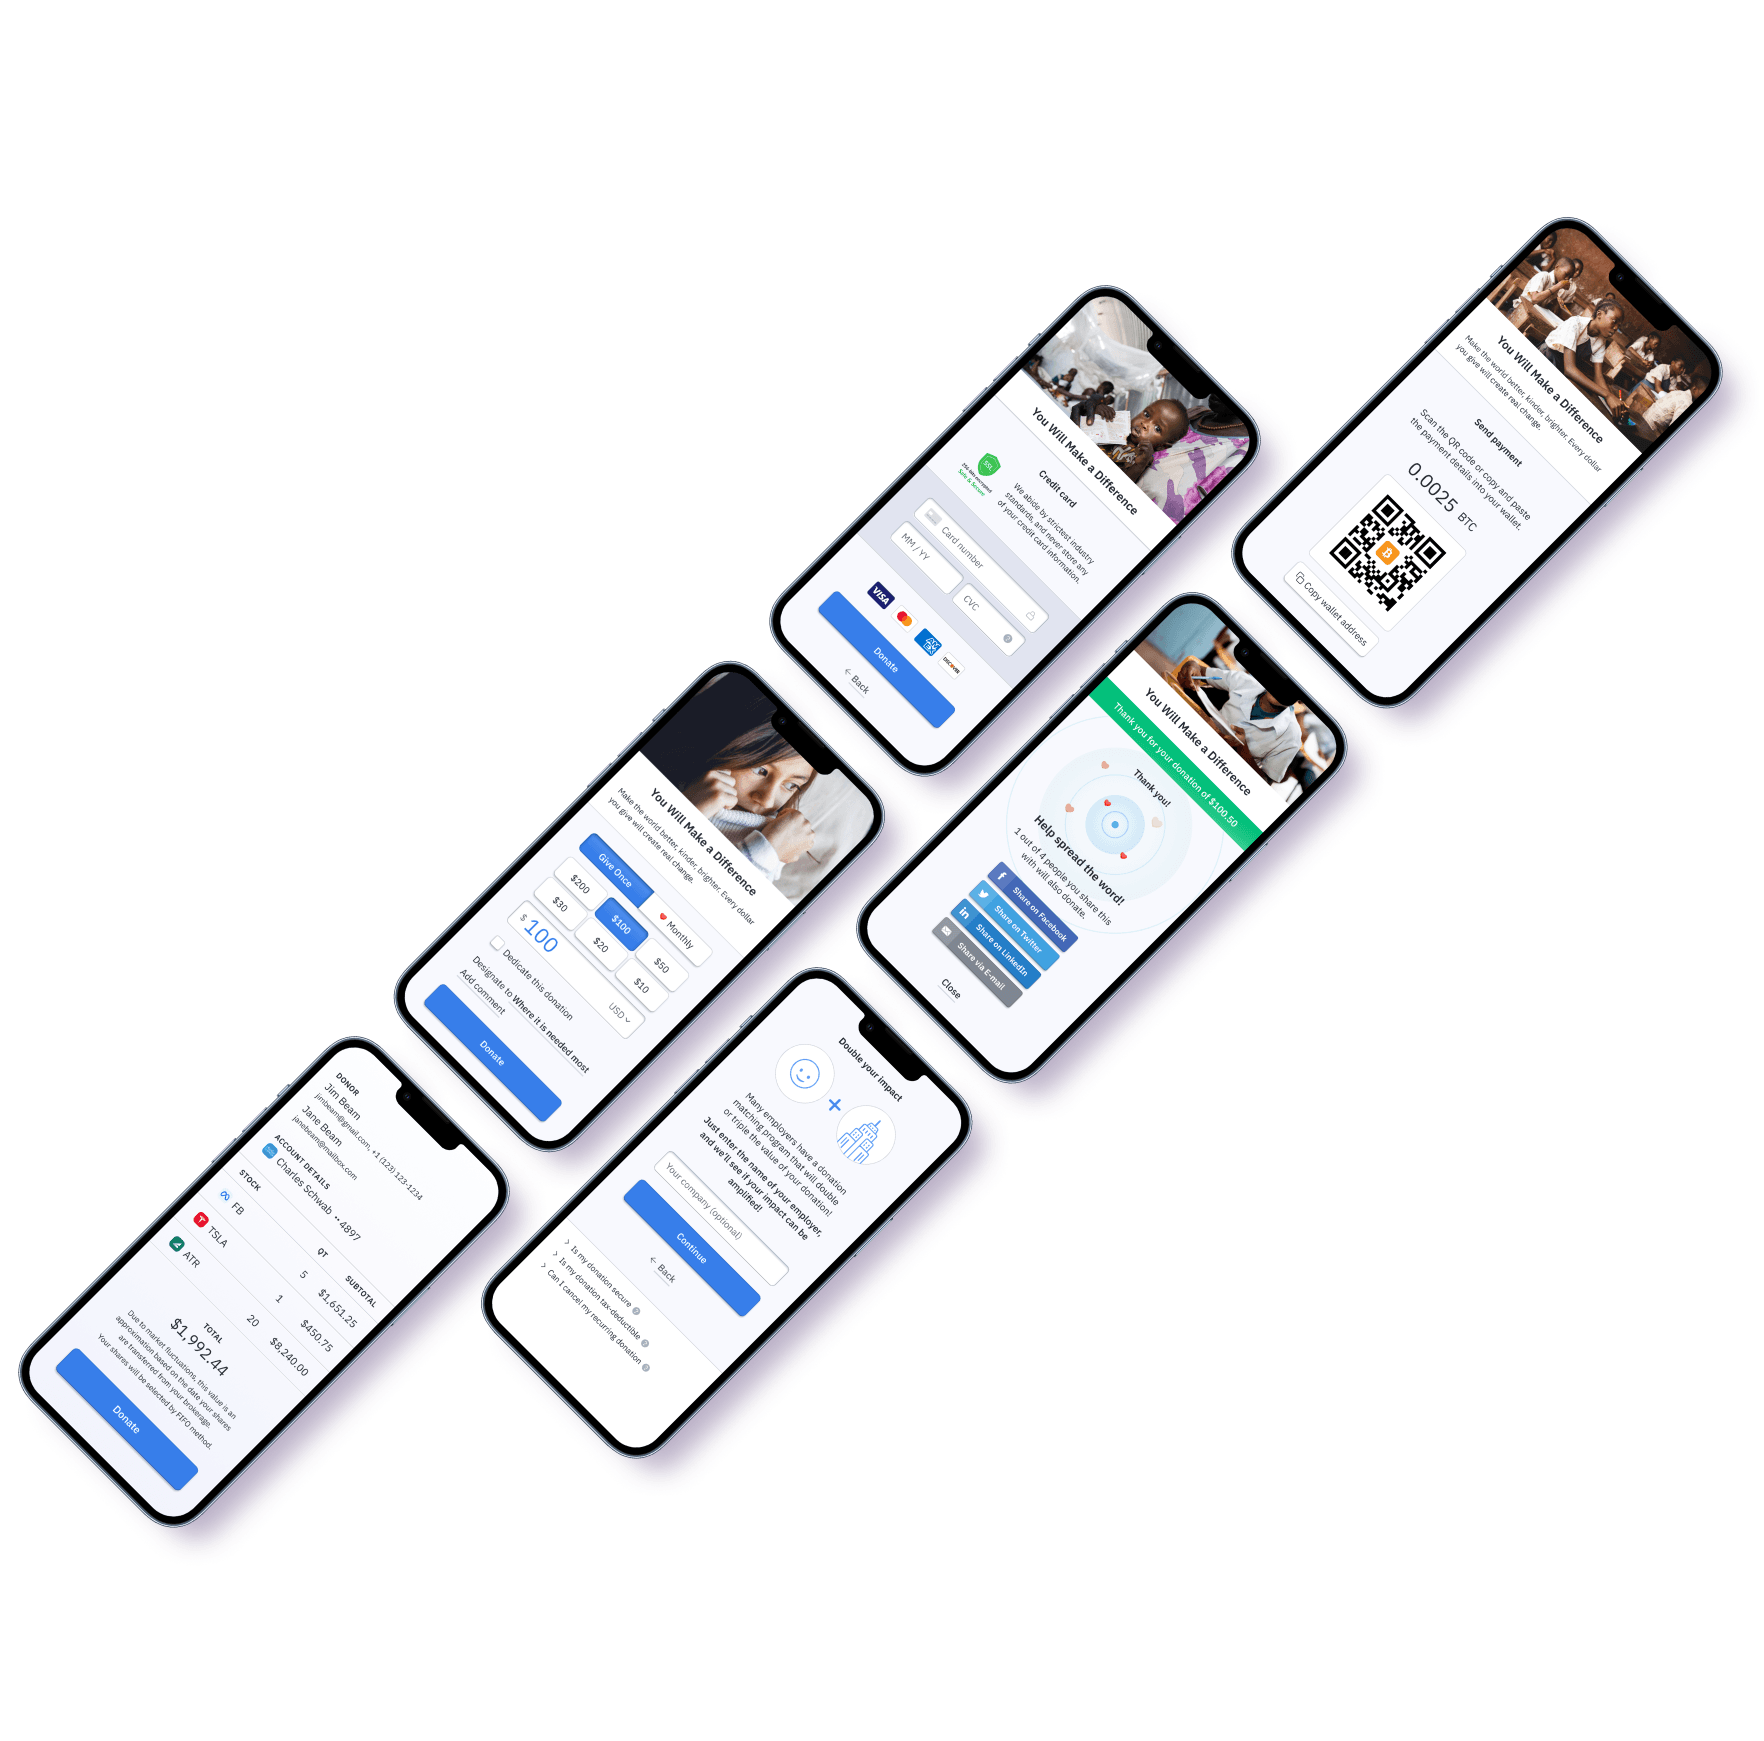 DONOR
Jim Beam
jimbeam@gmail.com, +1 (123) 123-1234
Jane Beam
janebeam@mailbox.com
ACCOUNT DETAILS
Charles Schwab ·· 4897
STOCK QT SUBTOTAL
FB 5 $1,651.25
TSLA 1 $450.75
ATR 20 $8,240.00
TOTAL
$1,992.44
Due to market fluctuations, this value is an
approximation based on the date your shares
are transferred from your brokerage.
Your shares will be selected by FIFO method.
Donate
You Will Make a Difference
Make the world better, kinder, brighter. Every dollar
you give will create real change.
Give Once
Monthly
$200 $100 $50
$30 $20 $10
$ 100 USD
Dedicate this donation
Designate to Where it is needed most
Add comment
Donate
You Will Make a Difference
Credit card
SSL
256-bits encrypted
Safe & Secure
We abide by strictest industry
standards, and never store any
of your credit card information.
Card number
MM / YY
CVC
VISA
AMEX
DISCOVER
Donate
← Back
You Will Make a Difference
Make the world better, kinder, brighter. Every dollar
you give will create real change.
Send payment
Scan the QR code or copy and paste
the payment details into your wallet.
0.0025 BTC
Copy wallet address
Double your impact
Many employers have a donation
matching program that will double
or triple the value of your donation!
Just enter the name of your employer,
and we'll see if your impact can be
amplified!
Your company (optional)
Continue
← Back
Is my donation secure
Is my donation tax-deductible
Can I cancel my recurring donation
You Will Make a Difference
Thank you for your donation of $100.50
Thank you!
Help spread the word!
1 out of 4 people you share this
with will also donate.
Share on Facebook
Share on Twitter
Share on LinkedIn
Share via E-mail
Close